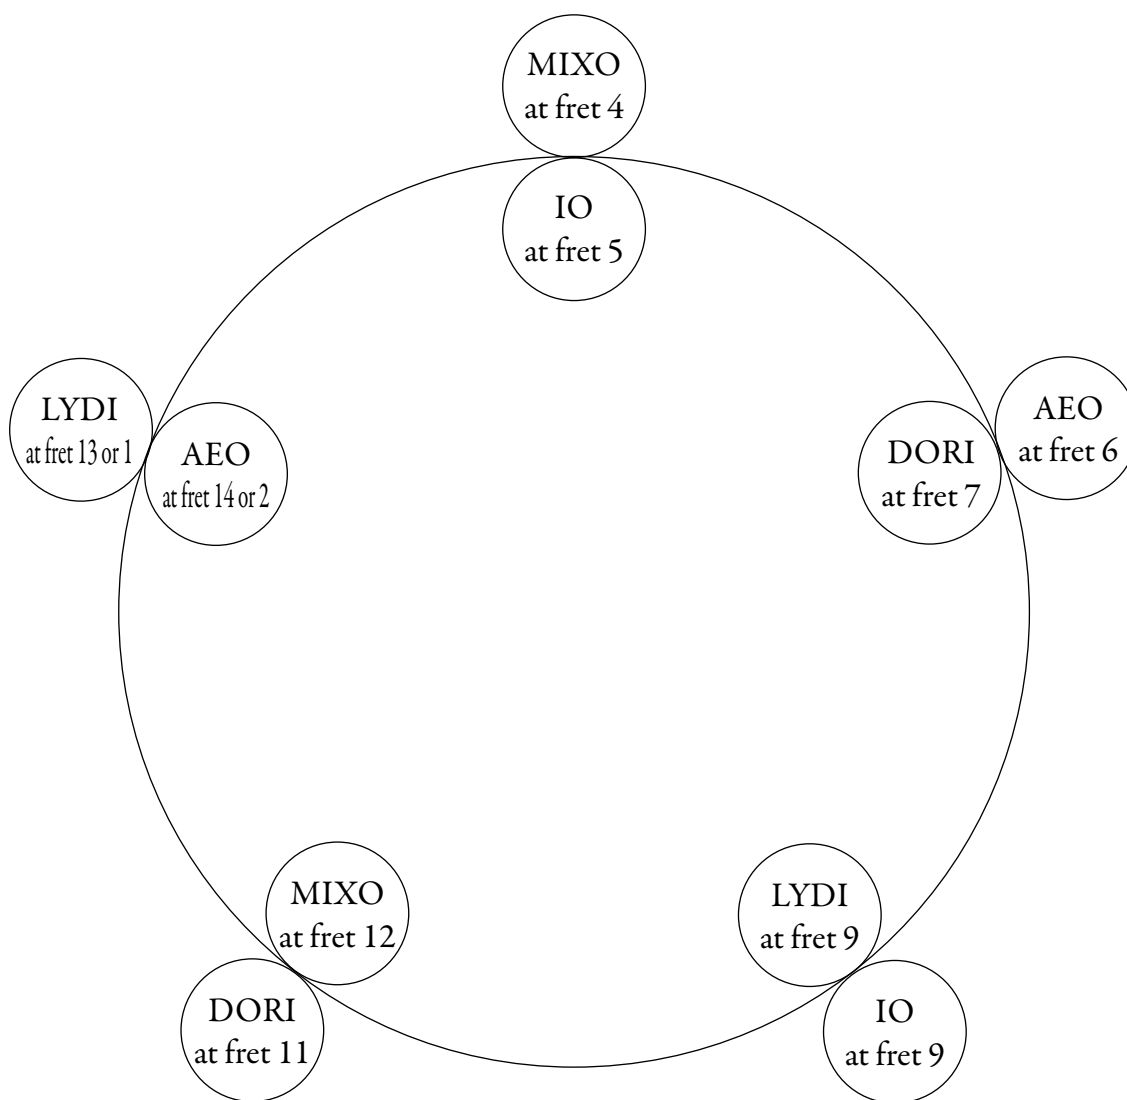 MIXO
at fret 4
IO
at fret 5
LYDI
at fret 13 or 1
AEO
at fret 14 or 2
DORI
at fret 7
AEO
at fret 6
MIXO
at fret 12
DORI
at fret 11
LYDI
at fret 9
IO
at fret 9